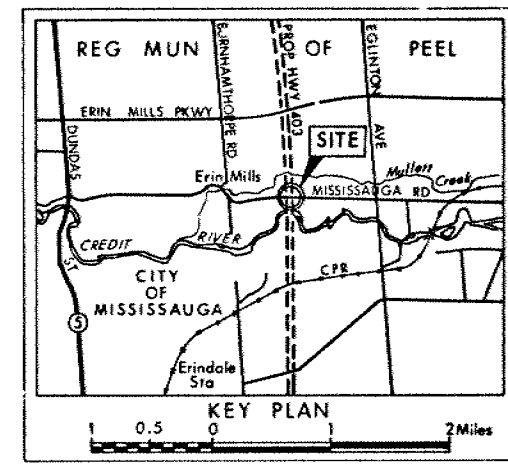 REG MUN OF PEEL
BURNHAMTHORPE RD
PROP HWY 403
EGLINTON AVE
ERIN MILLS PKWY
DUNDAS ST
SITE
Erin Mills
Mullett Creek
MISSISSAUGA RD
CREDIT RIVER
CITY OF MISSISSAUGA
CPR
5
Erindale Sta
KEY PLAN
1 0.5 0 1 2 Miles